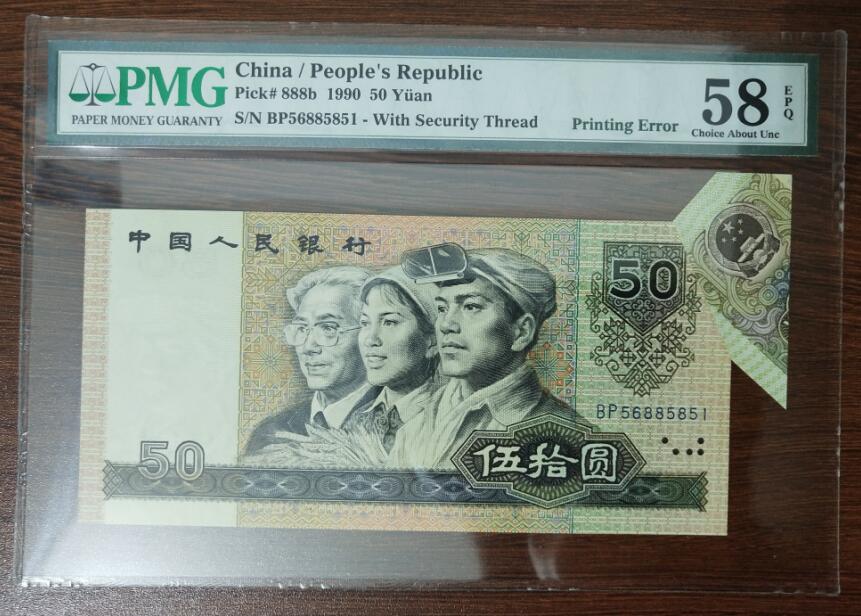 PMG
PAPER MONEY GUARANTY
China / People's Republic
Pick# 888b 1990 50 Yüan
S/N BP56885851 - With Security Thread
Printing Error
58
EPQ
Choice About Unc
中国人民银行
50
BP56885851
50
伍拾圆